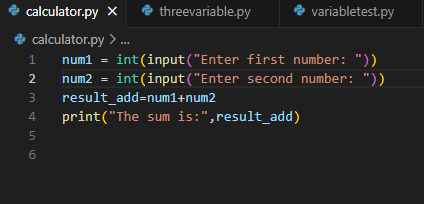 calculator.py × threevariable.py variabletest.py
calculator.py > ...
1 num1 = int(input("Enter first number: "))
2 num2 = int(input("Enter second number: "))
3 result_add=num1+num2
4 print("The sum is:",result_add)
5
6